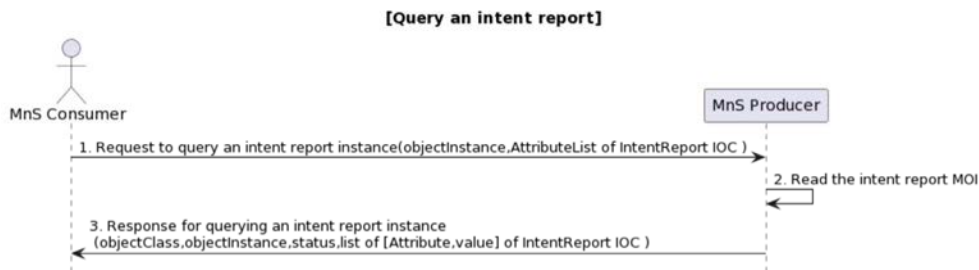 [Query an intent report]
MnS Consumer
MnS Producer
1. Request to query an intent report instance(objectInstance,AttributeList of IntentReport IOC )
2. Read the intent report MOI
3. Response for querying an intent report instance
(objectClass,objectInstance,status,list of [Attribute,value] of IntentReport IOC )